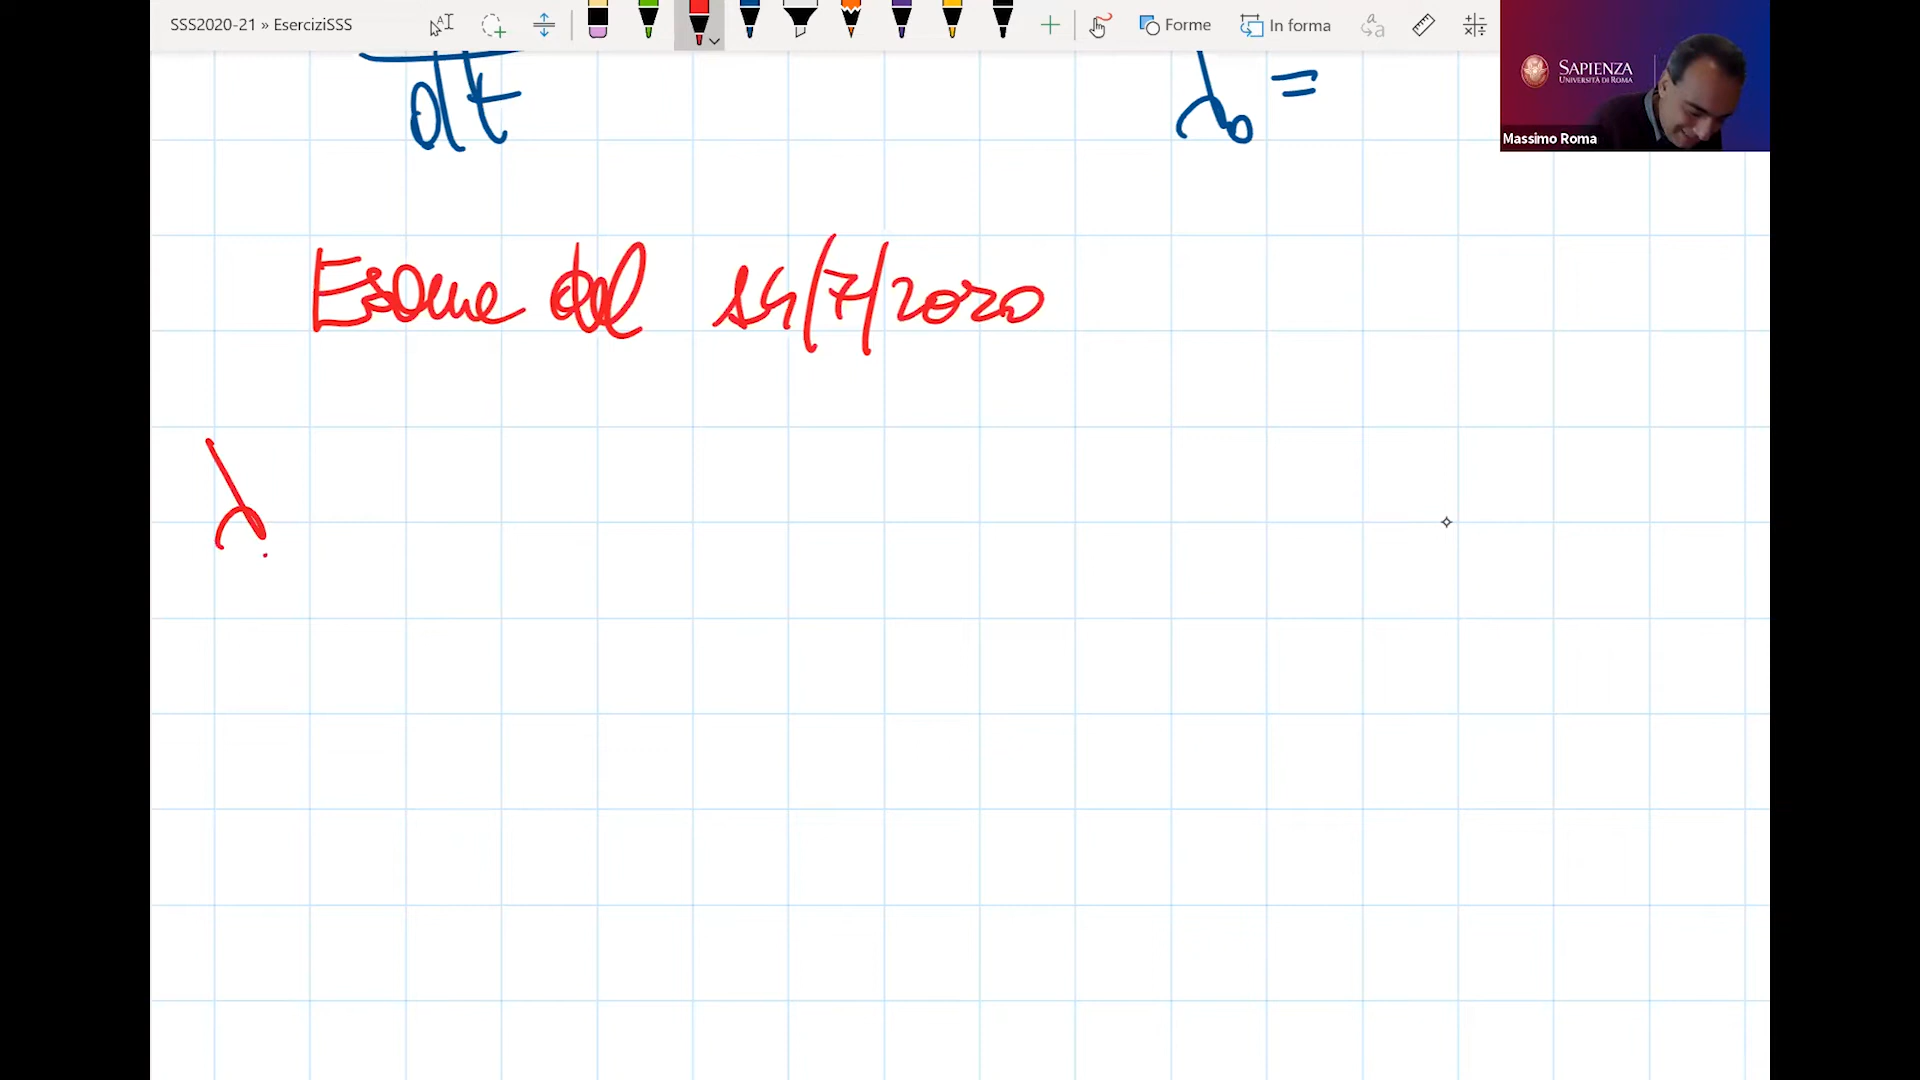 SSS2020-21 » EserciziSSS
Forme
In forma
SAPIENZA
UNIVERSITÀ DI ROMA
Massimo Roma
dt
λ0 =
Esame del 14/7/2020
λ